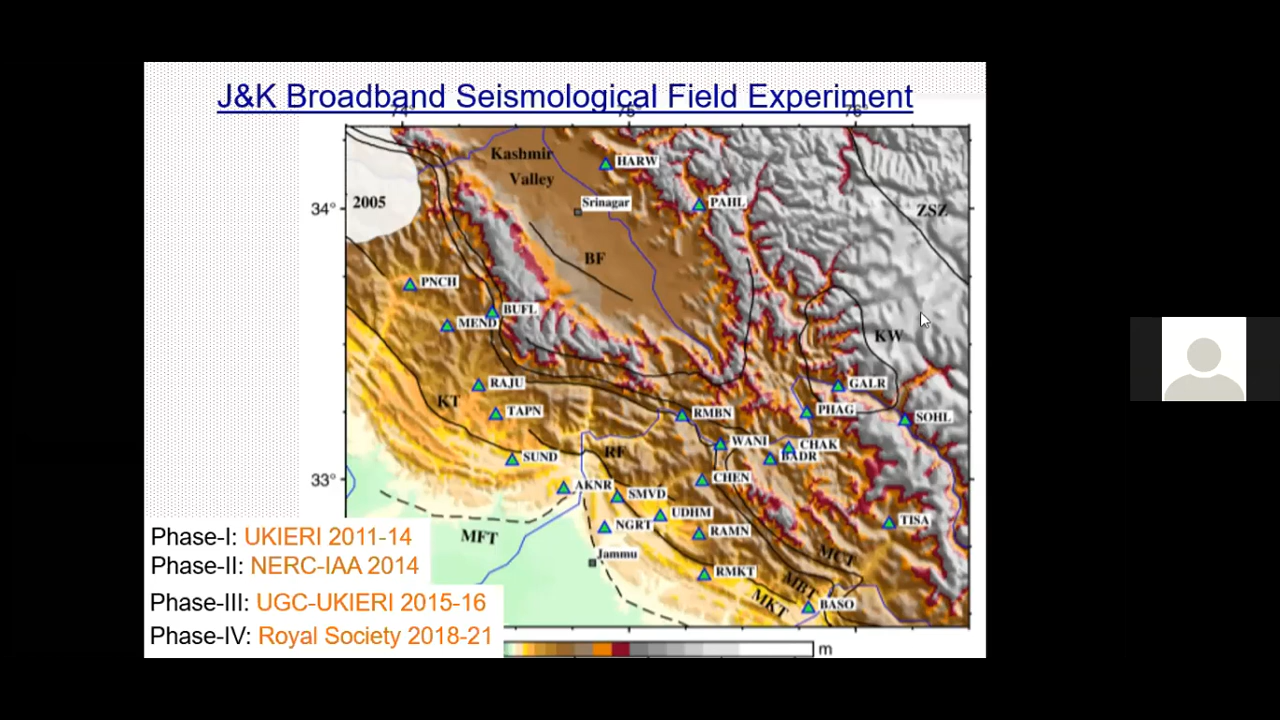 J&K Broadband Seismological Field Experiment
74° 75° 76°
Kashmir
Valley
HARW
Srinagar
PAHL
34°
2005
ZSZ
BF
PNCH
BUFL
MEND
KW
RAJU
GALR
KT
TAPN
RMBN
PHAG
SOHL
WANI
CHAK
RF
BADR
SUND
CHEN
33°
AKNR
SMVD
UDHM
TISA
NGRT
RAMN
MFT
Jammu
MCT
RMKT
MBT
MKT
BASO
Phase-I: UKIERI 2011-14
Phase-II: NERC-IAA 2014
Phase-III: UGC-UKIERI 2015-16
Phase-IV: Royal Society 2018-21
m